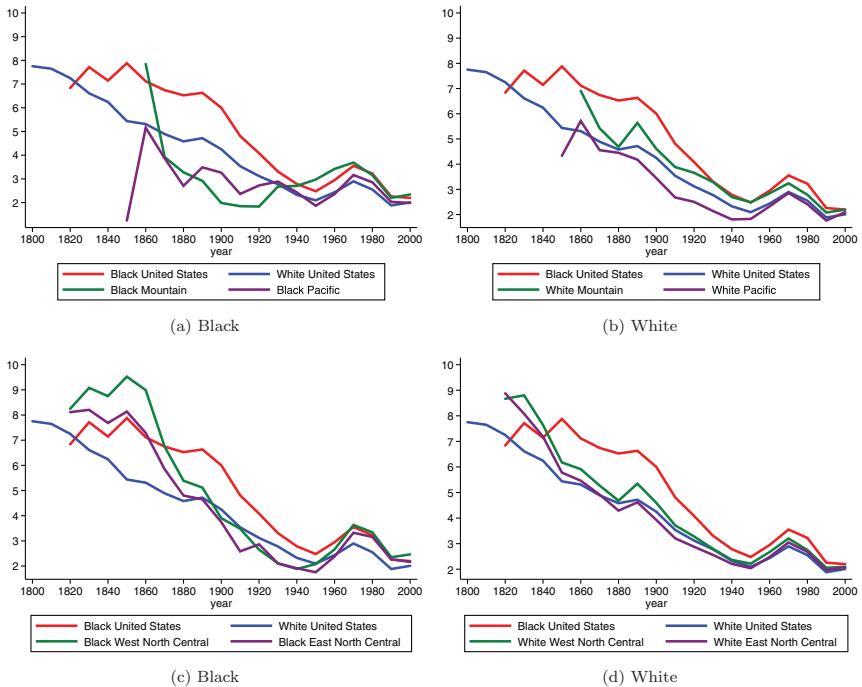 10
9
8
7
6
5
4
3
2
1800 1820 1840 1860 1880 1900 1920 1940 1960 1980 2000
year
Black United States White United States
Black Mountain Black Pacific
(a) Black
10
9
8
7
6
5
4
3
2
1800 1820 1840 1860 1880 1900 1920 1940 1960 1980 2000
year
Black United States White United States
White Mountain White Pacific
(b) White
10
9
8
7
6
5
4
3
2
1800 1820 1840 1860 1880 1900 1920 1940 1960 1980 2000
year
Black United States White United States
Black West North Central Black East North Central
(c) Black
10
9
8
7
6
5
4
3
2
1800 1820 1840 1860 1880 1900 1920 1940 1960 1980 2000
year
Black United States White United States
White West North Central White East North Central
(d) White